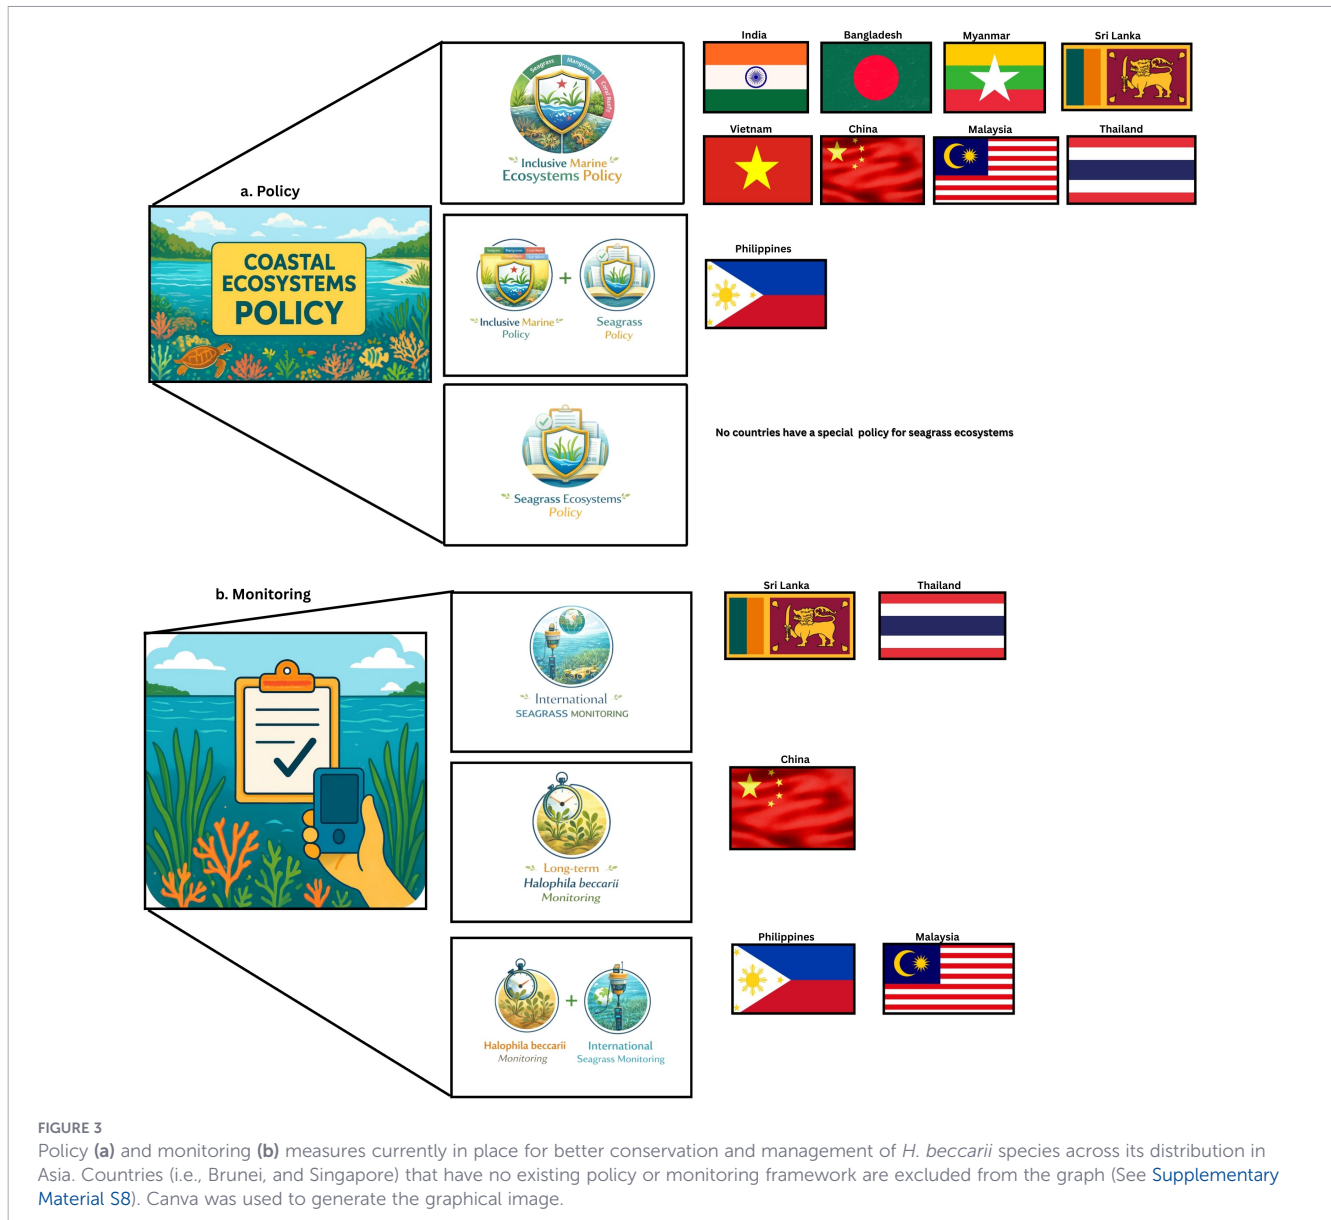 India
Bangladesh
Myanmar
Sri Lanka
Seagrass
Mangroves
Coral Reefs
Inclusive Marine
Ecosystems Policy
Vietnam
China
Malaysia
Thailand
a. Policy
COASTAL
ECOSYSTEMS
POLICY
Philippines
+
Inclusive Marine
Policy
Seagrass
Policy
No countries have a special policy for seagrass ecosystems
Seagrass Ecosystems
Policy
b. Monitoring
Sri Lanka
Thailand
International
SEAGRASS MONITORING
China
Long-term
Halophila beccarii
Monitoring
Philippines
Malaysia
+
Halophila beccarii
Monitoring
International
Seagrass Monitoring
FIGURE 3
Policy (a) and monitoring (b) measures currently in place for better conservation and management of H. beccarii species across its distribution in
Asia. Countries (i.e., Brunei, and Singapore) that have no existing policy or monitoring framework are excluded from the graph (See Supplementary
Material S8). Canva was used to generate the graphical image.